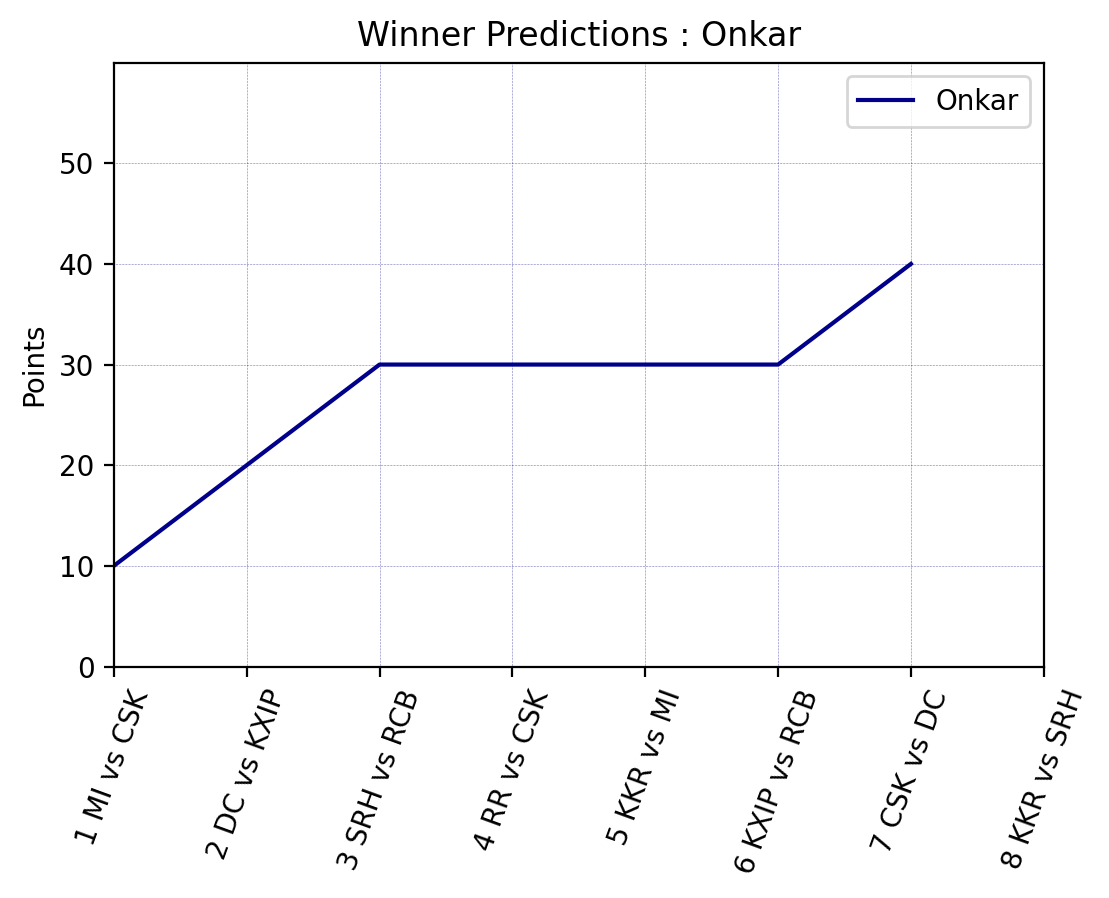 Winner Predictions : Onkar
Onkar
Points
50
40
30
20
10
0
1 MI vs CSK
2 DC vs KXIP
3 SRH vs RCB
4 RR vs CSK
5 KKR vs MI
6 KXIP vs RCB
7 CSK vs DC
8 KKR vs SRH